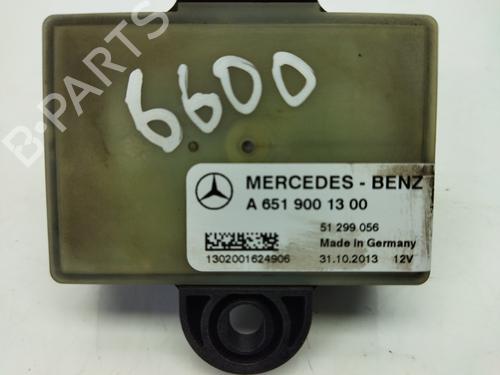 B-PARTS
6600
MERCEDES - BENZ
A 651 900 13 00
51 299 056
Made in Germany
1302001624906 31.10.2013 12V